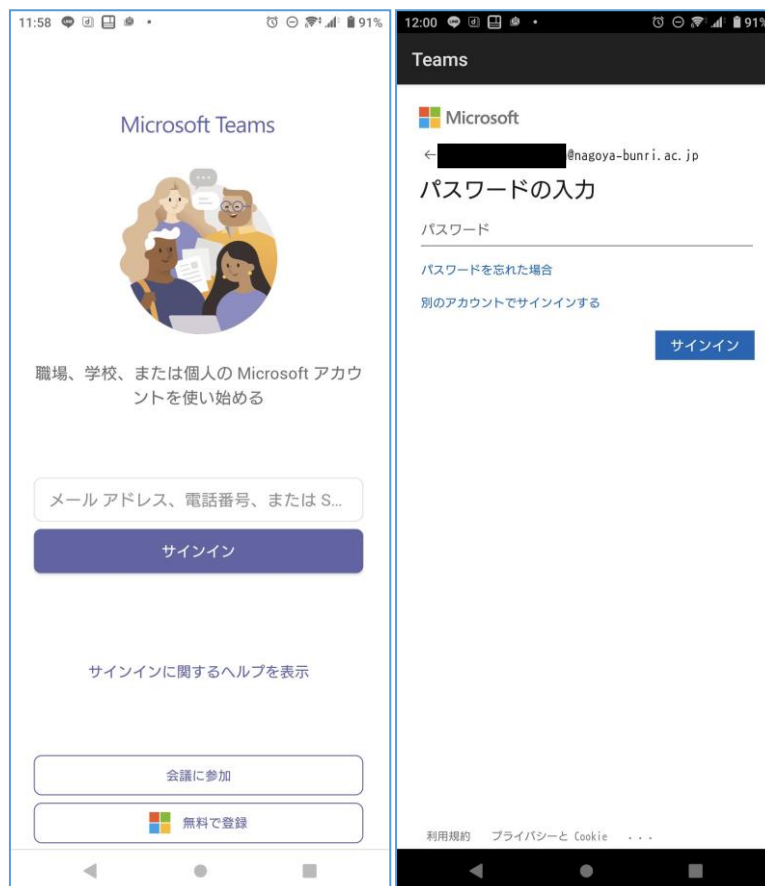 11:58
91%
Microsoft Teams
職場、学校、または個人の Microsoft アカウ
ントを使い始める
メール アドレス、電話番号、または S...
サインイン
サインインに関するヘルプを表示
会議に参加
無料で登録
12:00
91%
Teams
Microsoft
←
@nagoya-bunri.ac.jp
パスワードの入力
パスワード
パスワードを忘れた場合
別のアカウントでサインインする
サインイン
利用規約 プライバシーと Cookie ...